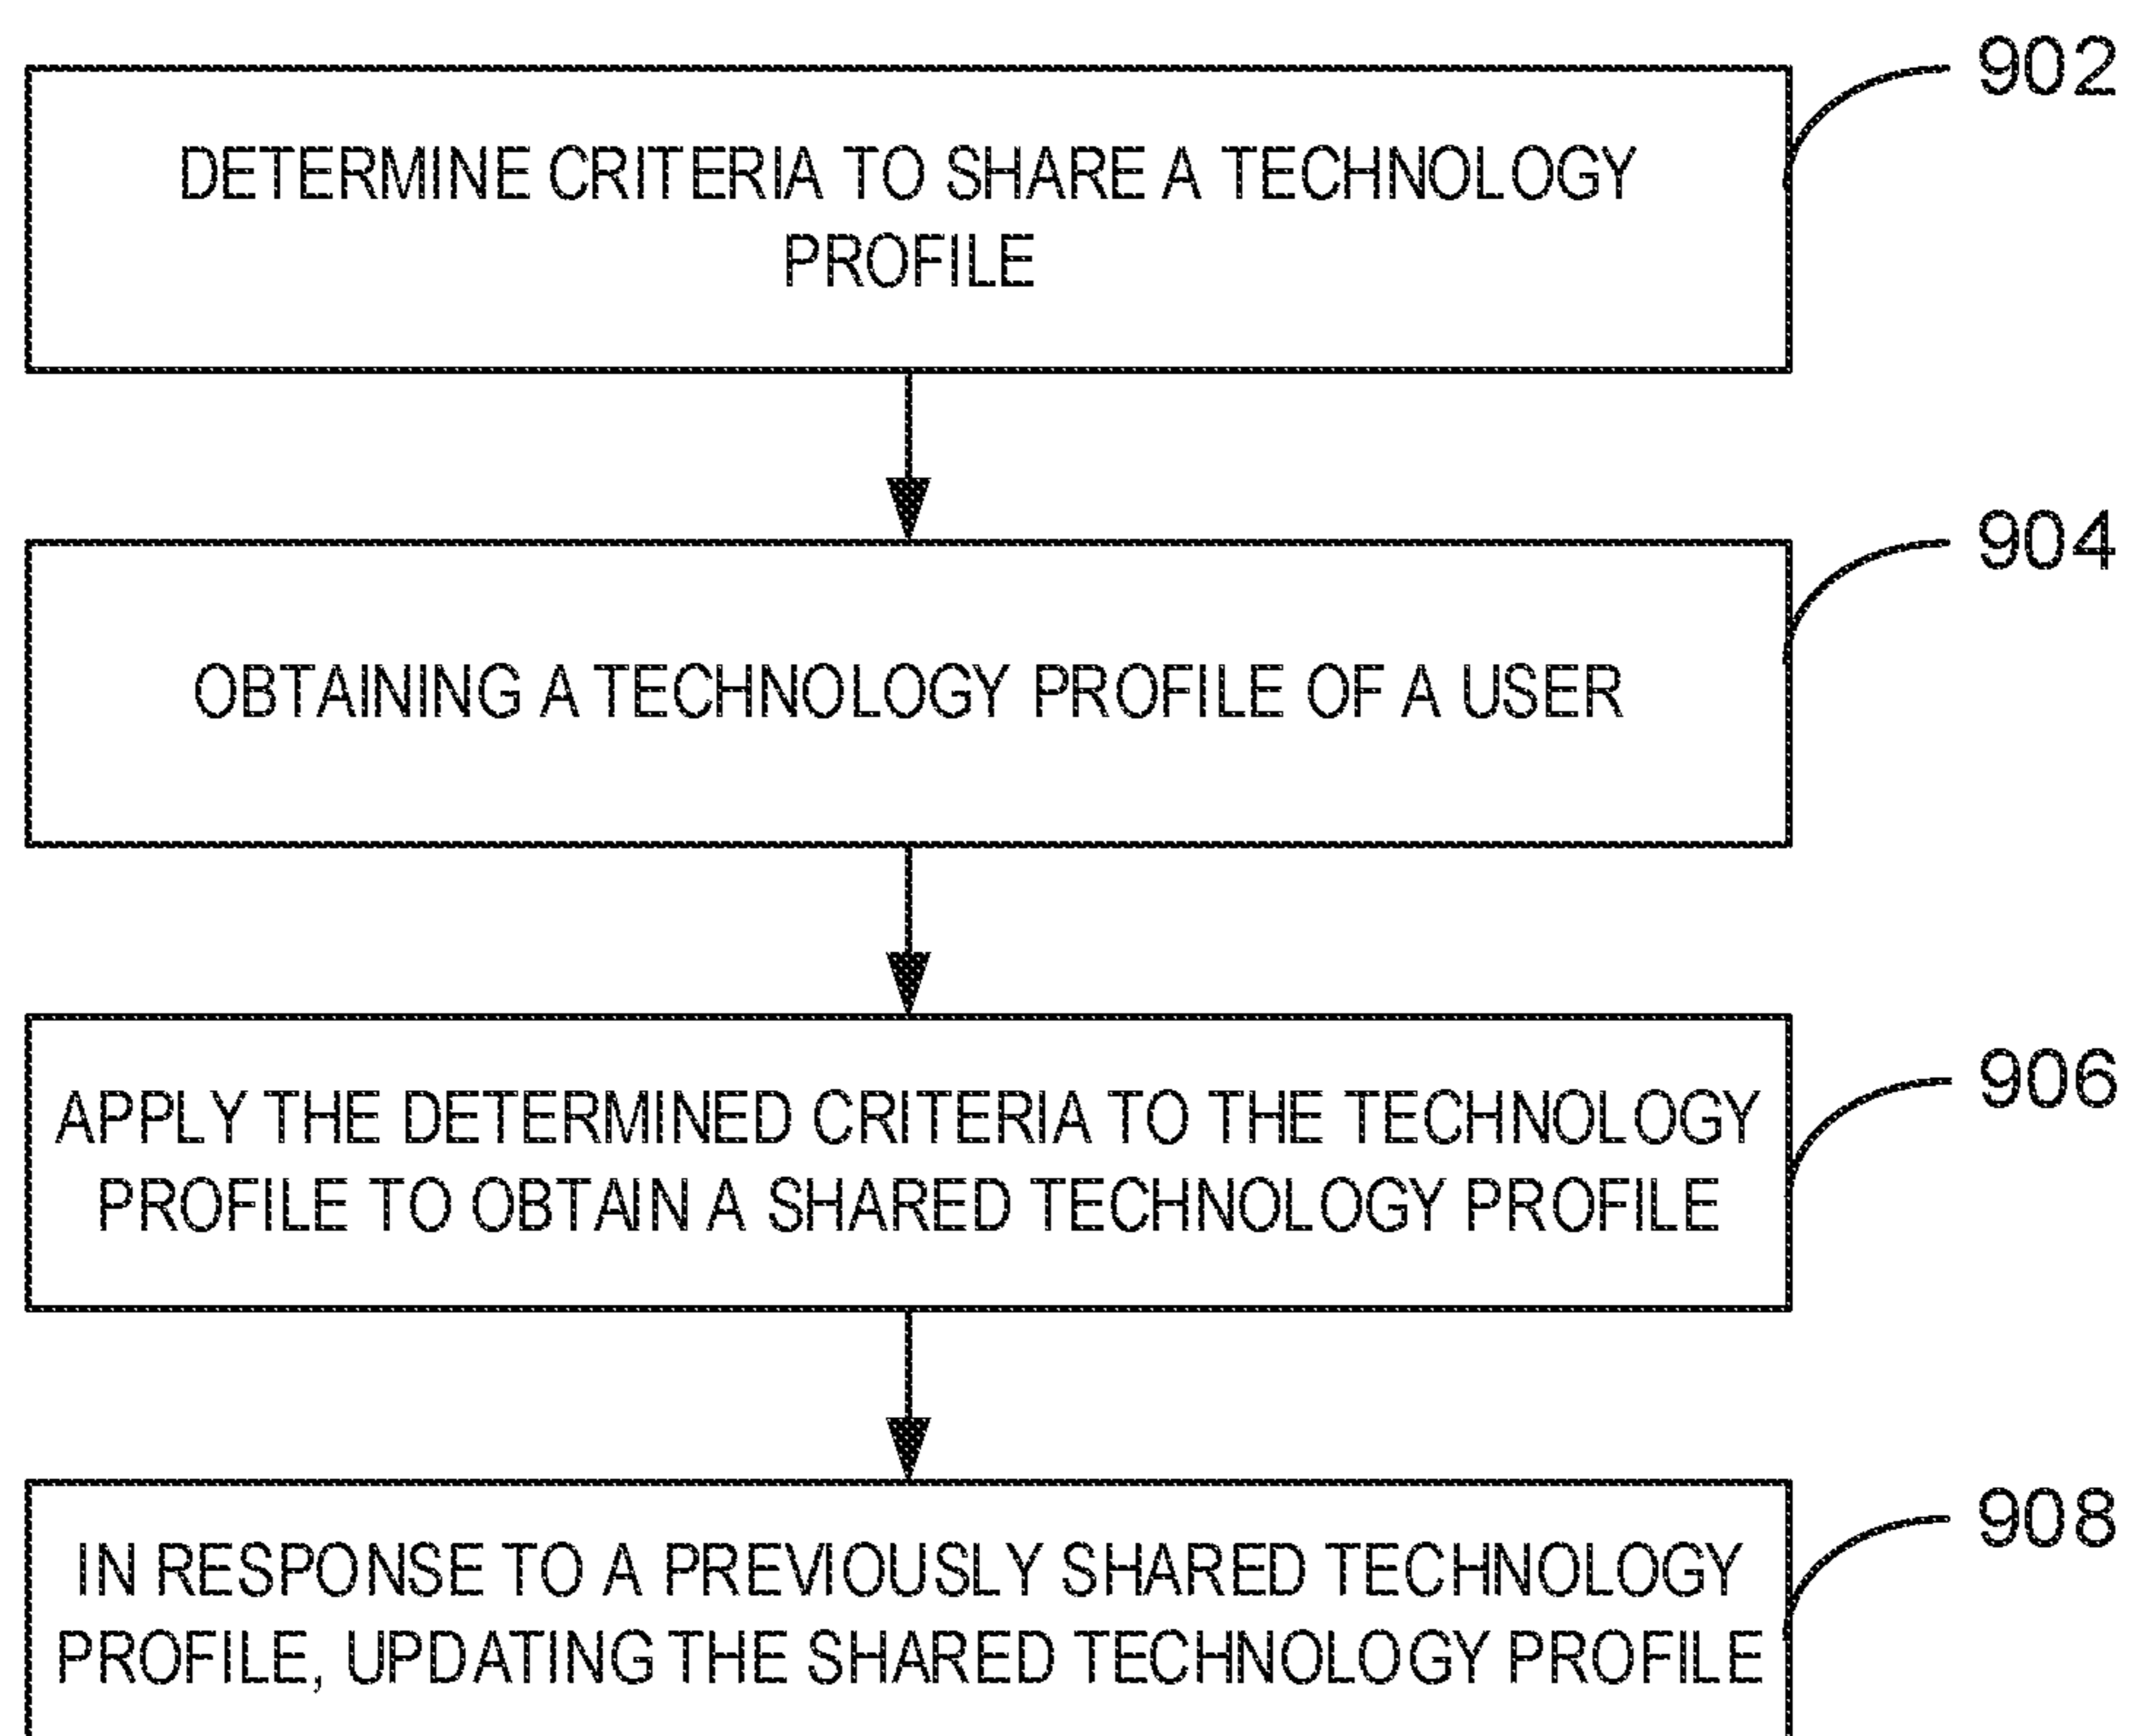 902
DETERMINE CRITERIA TO SHARE A TECHNOLOGY
PROFILE
904
OBTAINING A TECHNOLOGY PROFILE OF A USER
906
APPLY THE DETERMINED CRITERIA TO THE TECHNOLOGY
PROFILE TO OBTAIN A SHARED TECHNOLOGY PROFILE
908
IN RESPONSE TO A PREVIOUSLY SHARED TECHNOLOGY
PROFILE, UPDATING THE SHARED TECHNOLOGY PROFILE